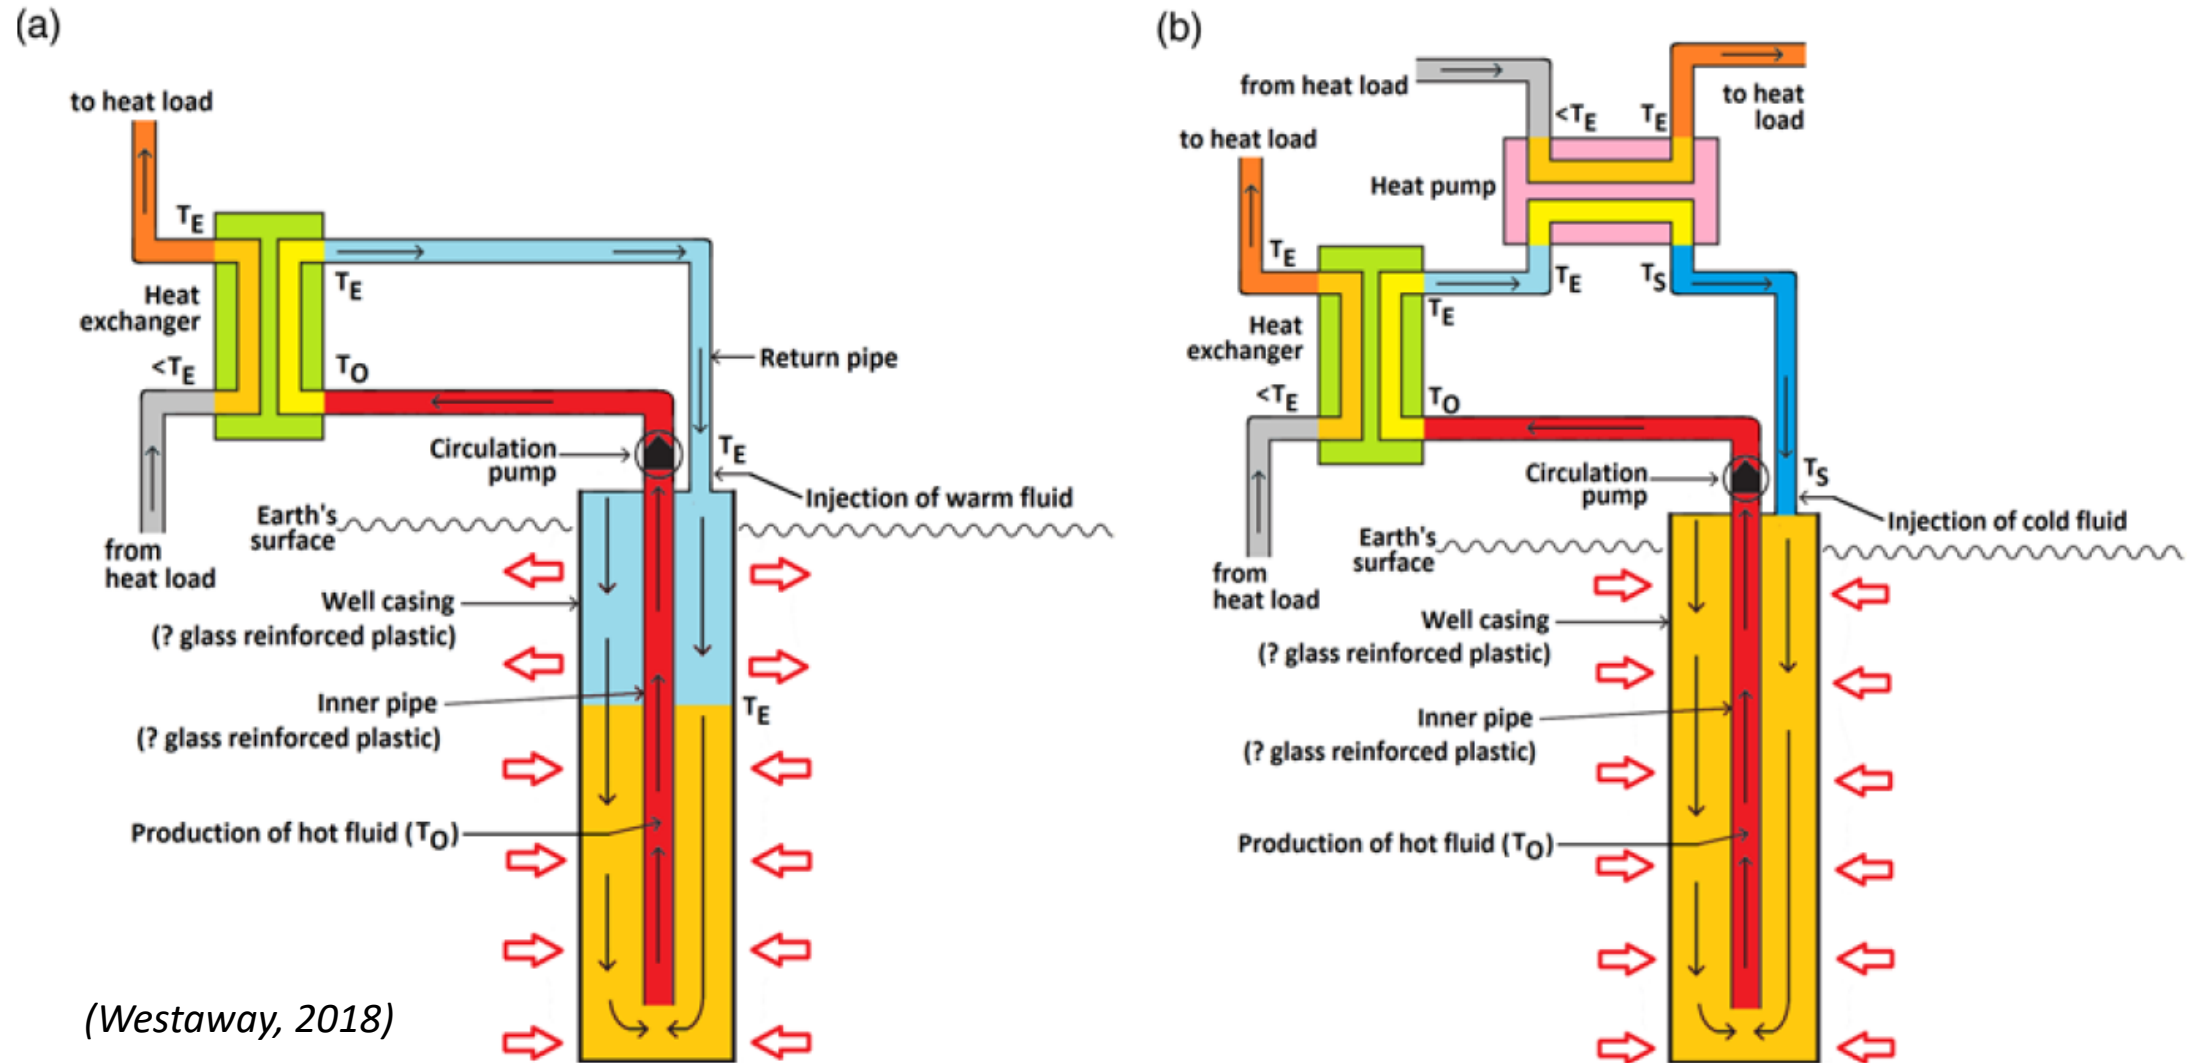 (a)
to heat load
TE
TE
Heat
exchanger
<TE
TO
Return pipe
Circulation
pump
TE
Injection of warm fluid
Earth's
surface
from
heat load
Well casing
(? glass reinforced plastic)
Inner pipe
(? glass reinforced plastic)
TE
Production of hot fluid (TO)
(Westaway, 2018)
(b)
from heat load
to heat
load
<TE
TE
to heat load
Heat pump
TE
TE
TS
TE
Heat
exchanger
<TE
TO
Circulation
pump
TS
Injection of cold fluid
Earth's
surface
from
heat load
Well casing
(? glass reinforced plastic)
Inner pipe
(? glass reinforced plastic)
Production of hot fluid (TO)